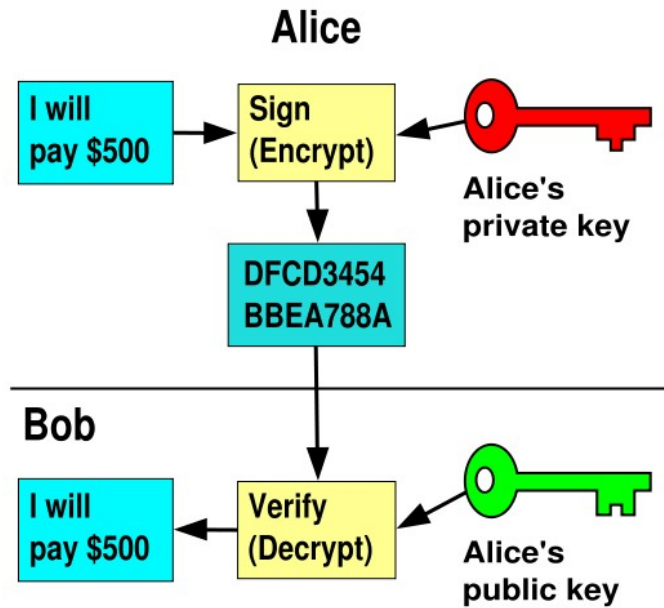 Alice
I will
pay $500
Sign
(Encrypt)
Alice's
private key
DFCD3454
BBEA788A
Bob
I will
pay $500
Verify
(Decrypt)
Alice's
public key